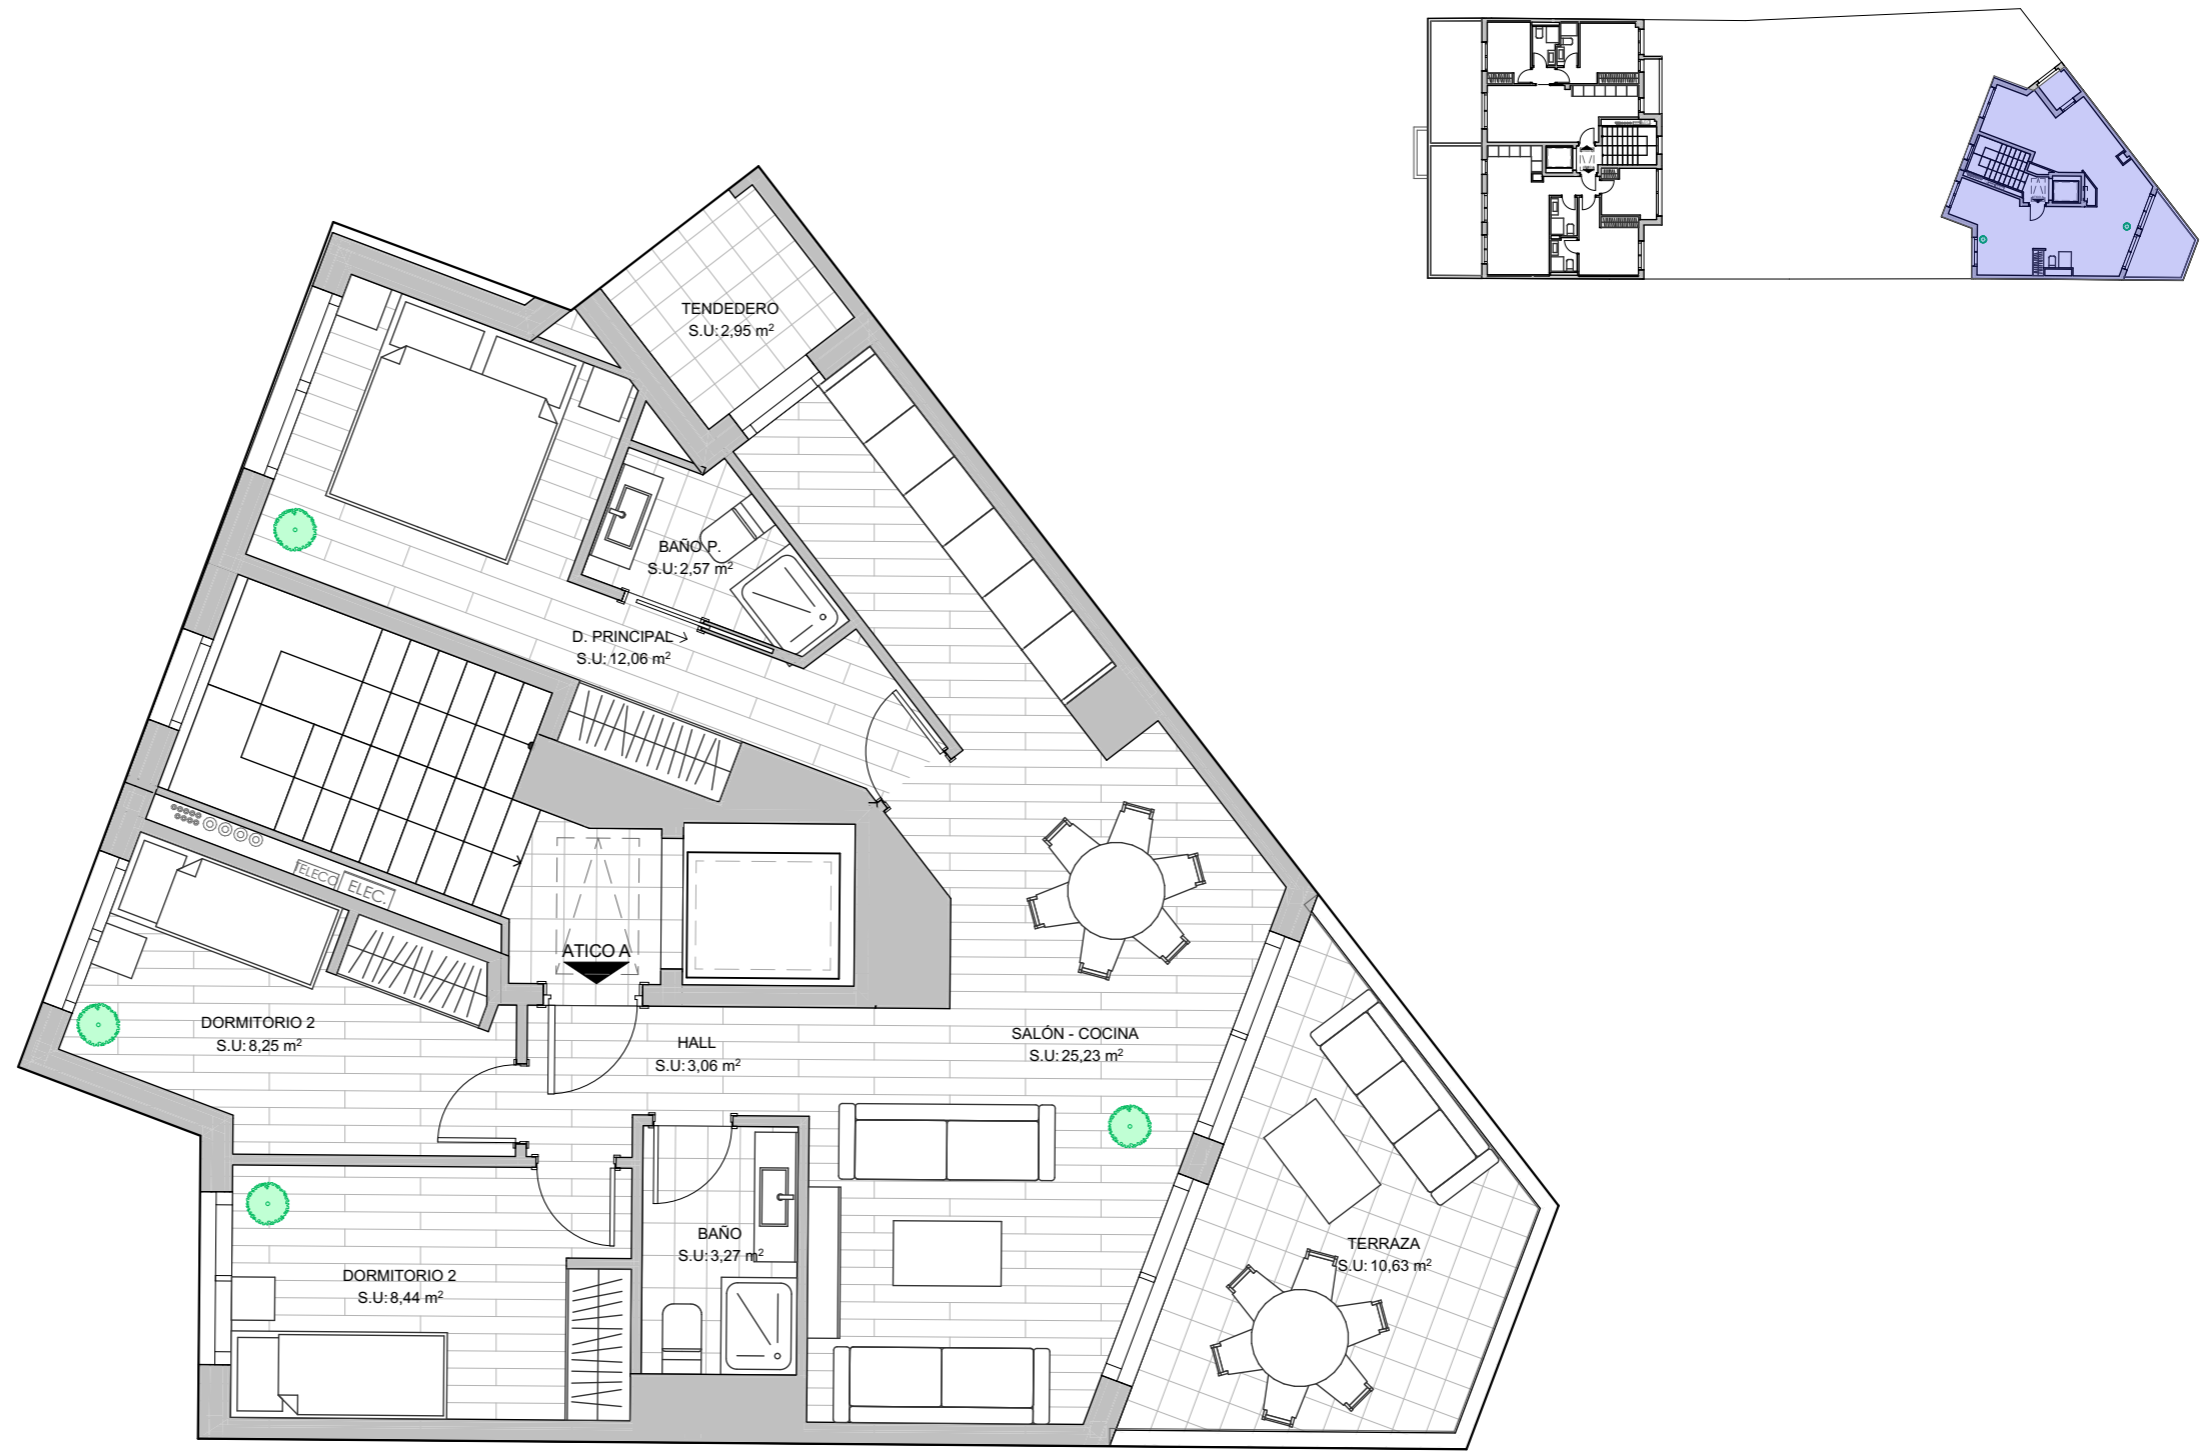 TENDEDERO
S.U: 2,95 m²
BAÑO P.
S.U: 2,57 m²
D. PRINCIPAL
S.U: 12,06 m²
ELECC
ELEC.
ATICO A
DORMITORIO 2
S.U: 8,25 m²
HALL
S.U: 3,06 m²
SALÓN - COCINA
S.U: 25,23 m²
BAÑO
S.U: 3,27 m²
TERRAZA
S.U: 10,63 m²
DORMITORIO 2
S.U: 8,44 m²